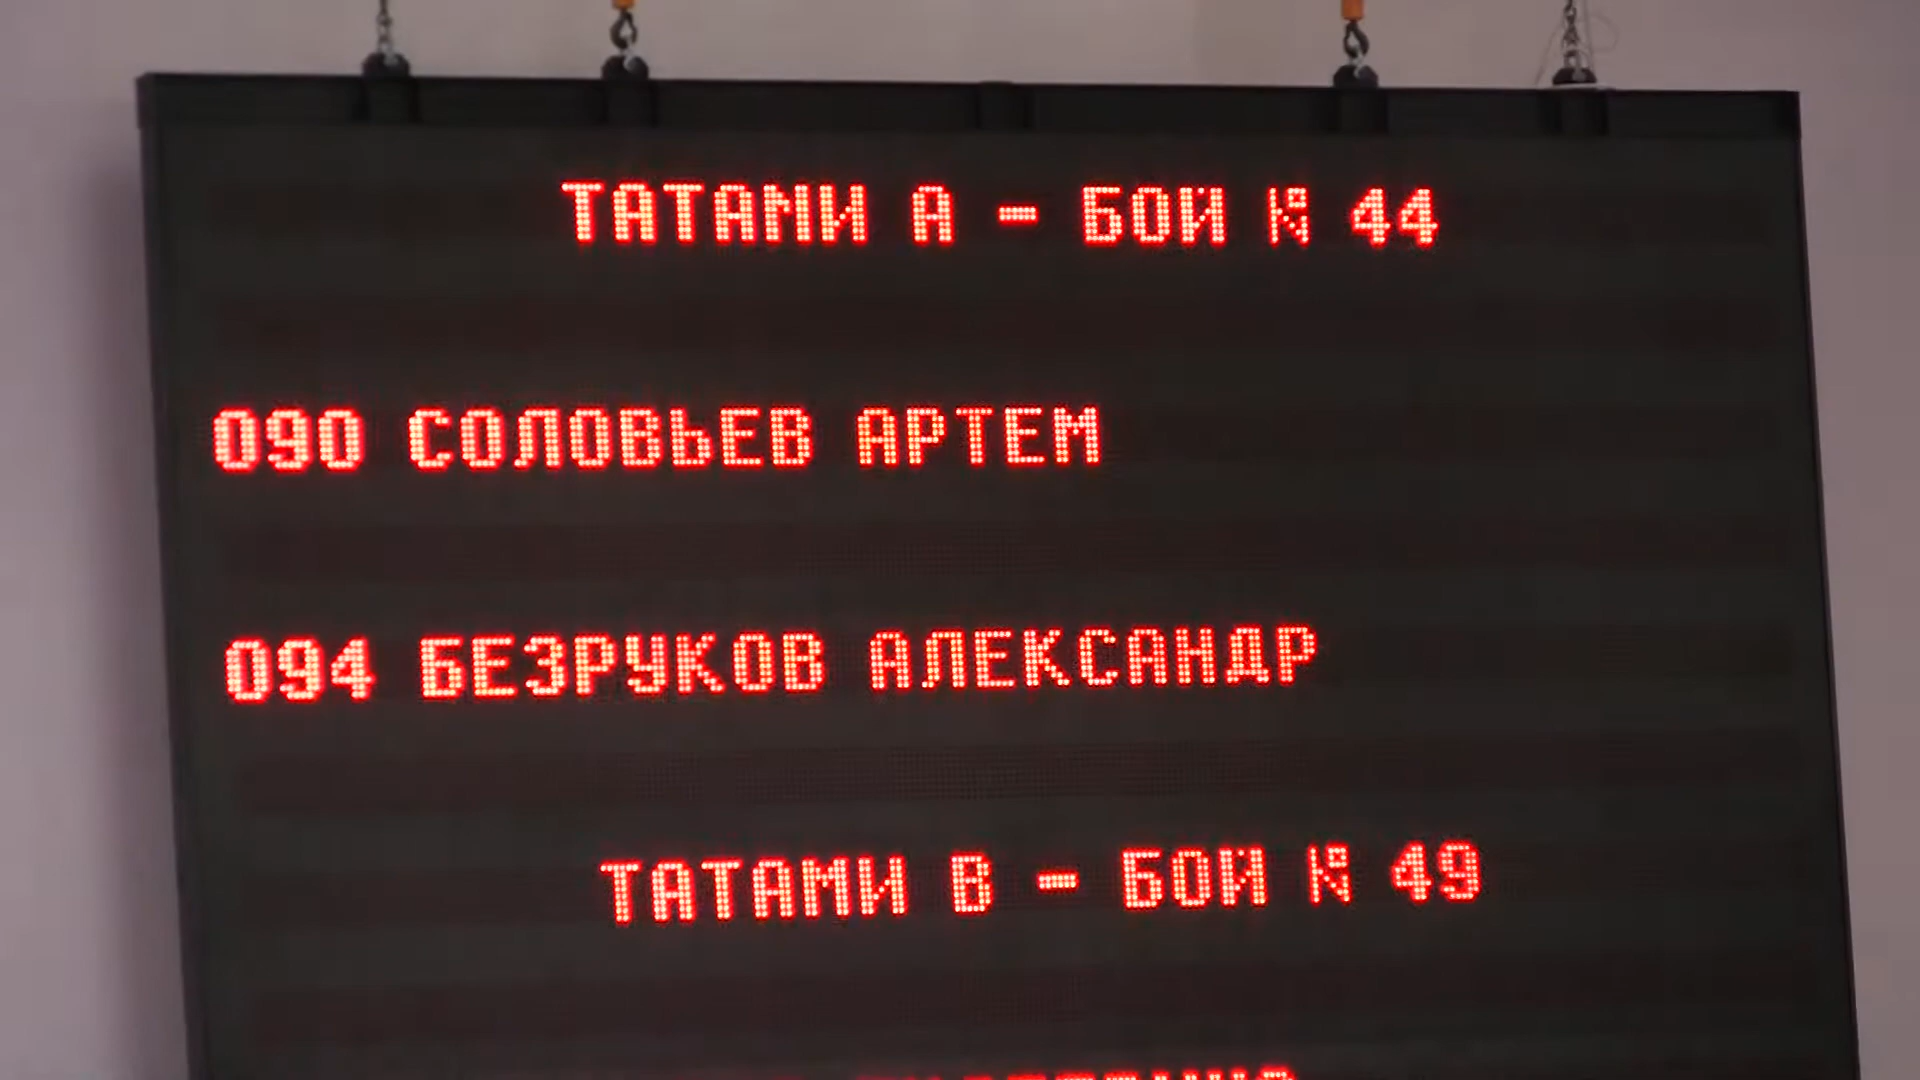 ТАТАМИ А - БОЙ № 44
090 СОЛОВЬЕВ АРТЕМ
094 БЕЗРУКОВ АЛЕКСАНДР
ТАТАМИ В - БОЙ № 49